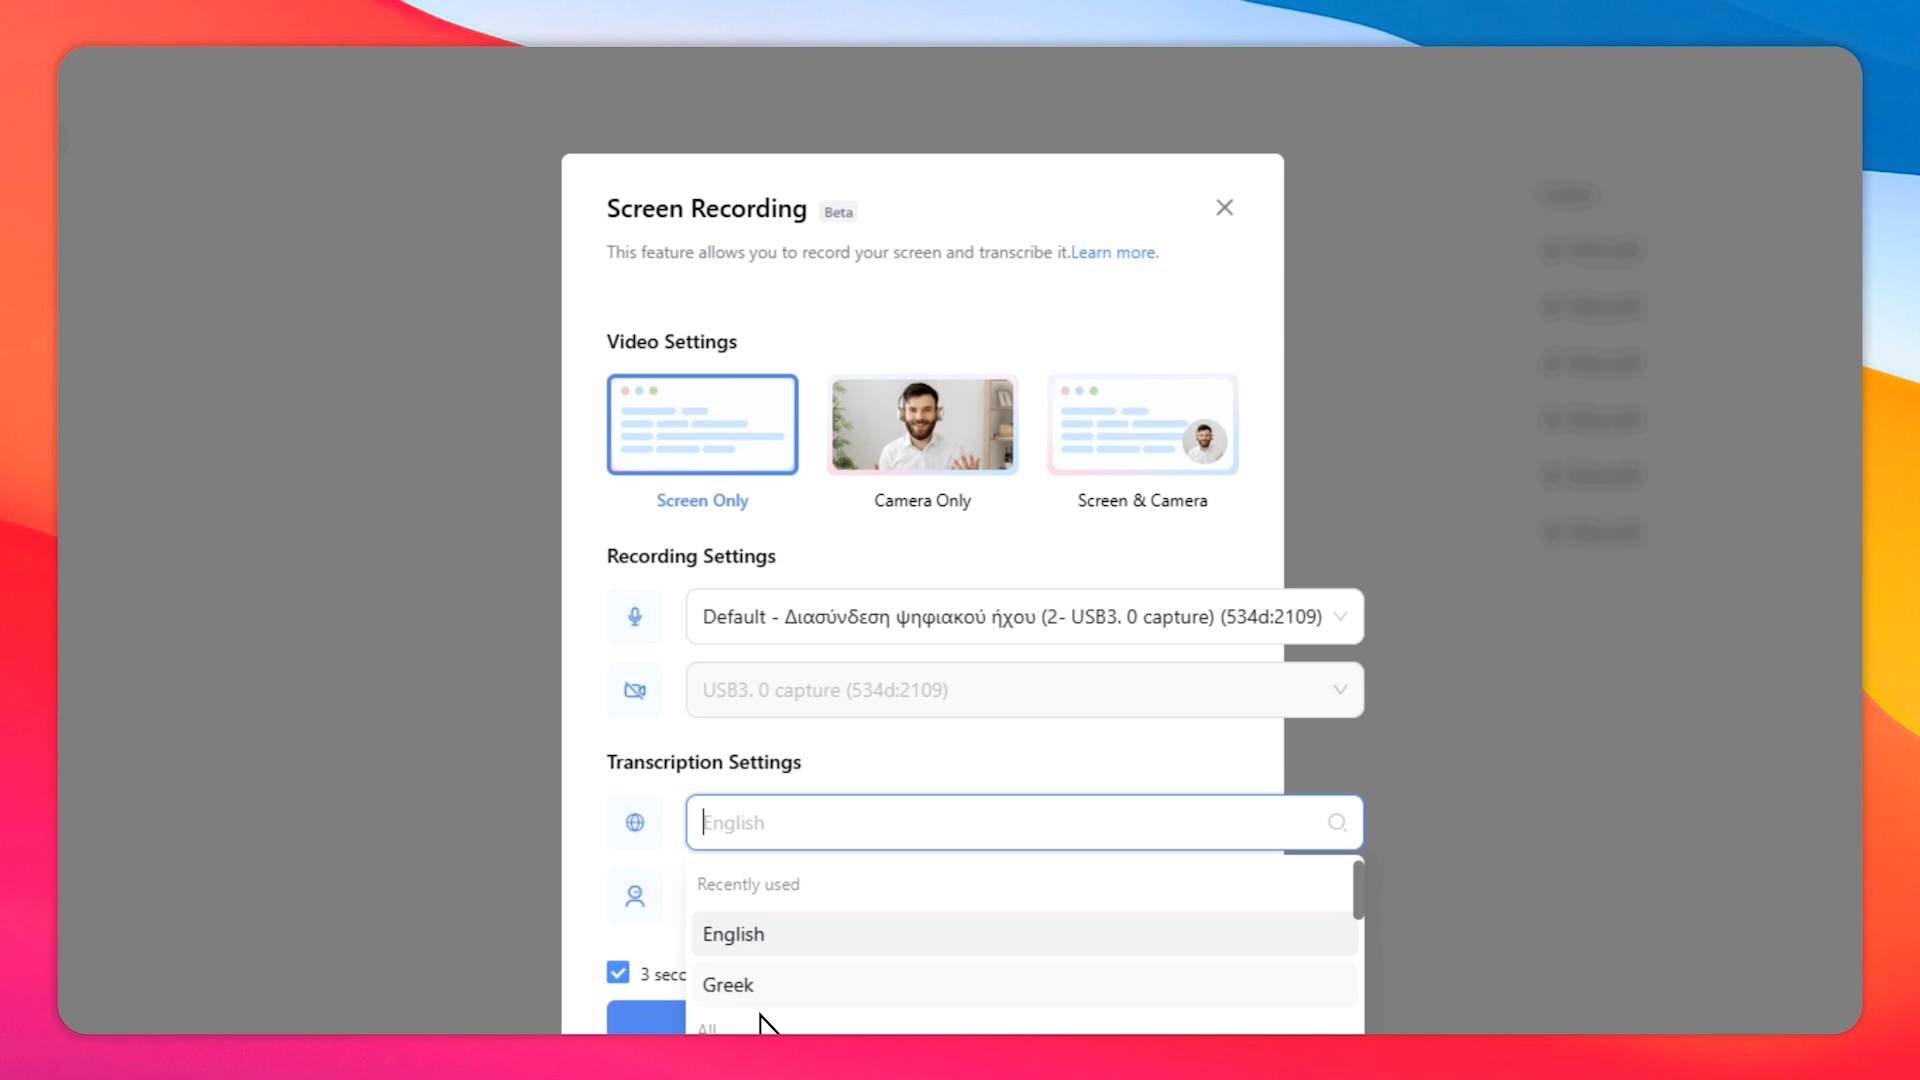 Screen Recording Beta
This feature allows you to record your screen and transcribe it.Learn more.
Video Settings
Screen Only
Camera Only
Screen & Camera
Recording Settings
Default - Διασύνδεση ψηφιακού ήχου (2- USB3. 0 capture) (534d:2109)
USB3. 0 capture (534d:2109)
Transcription Settings
English
Recently used
English
3 seco
Greek
All